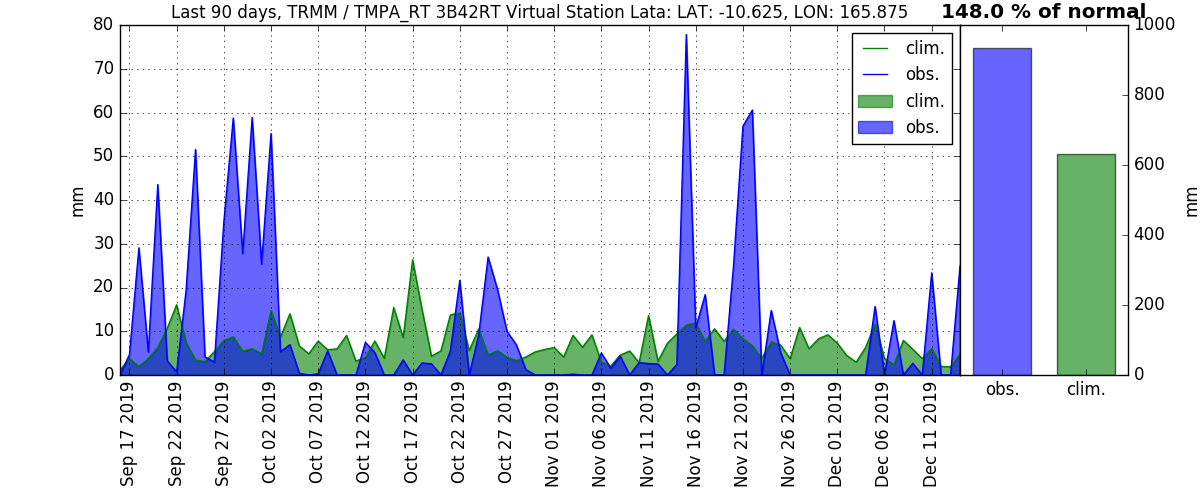 Last 90 days, TRMM / TMPA_RT 3B42RT Virtual Station Lata: LAT: -10.625, LON: 165.875
148.0 % of normal
80
70
60
50
40
30
20
10
0
mm
clim.
obs.
clim.
obs.
1000
800
600
400
200
0
mm
obs.
clim.
Sep 17 2019
Sep 22 2019
Sep 27 2019
Oct 02 2019
Oct 07 2019
Oct 12 2019
Oct 17 2019
Oct 22 2019
Oct 27 2019
Nov 01 2019
Nov 06 2019
Nov 11 2019
Nov 16 2019
Nov 21 2019
Nov 26 2019
Dec 01 2019
Dec 06 2019
Dec 11 2019